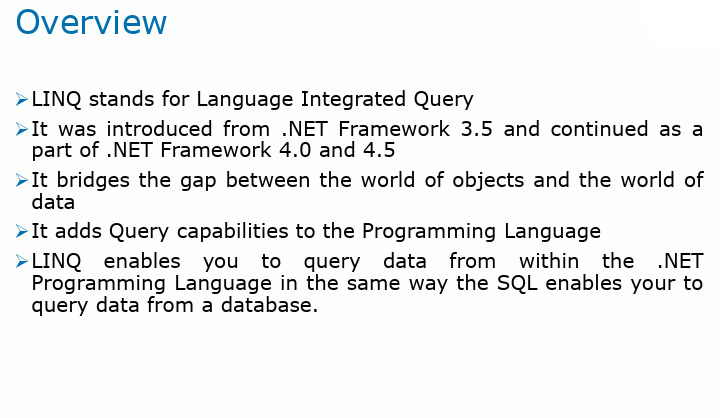 Overview
➢LINQ stands for Language Integrated Query
➢It was introduced from .NET Framework 3.5 and continued as a
part of .NET Framework 4.0 and 4.5
➢It bridges the gap between the world of objects and the world of
data
➢It adds Query capabilities to the Programming Language
➢LINQ enables you to query data from within the .NET
Programming Language in the same way the SQL enables your to
query data from a database.